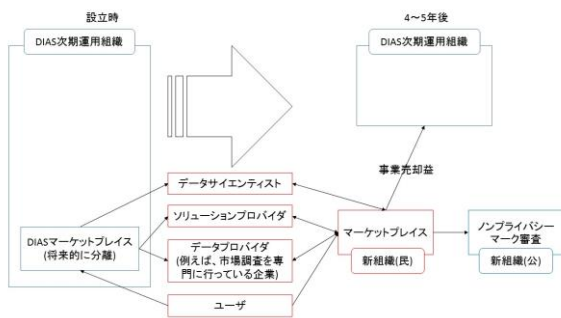 設立時
4～5年後
DIAS次期運用組織
DIAS次期運用組織
事業売却益
データサイエンティスト
ソリューションプロバイダ
DIASマーケットプレイス
(将来的に分離)
データプロバイダ
(例えば、市場調査を専
門に行っている企業)
ユーザ
マーケットプレイス
新組織(民)
ノンプライバシー
マーク審査
新組織(公)